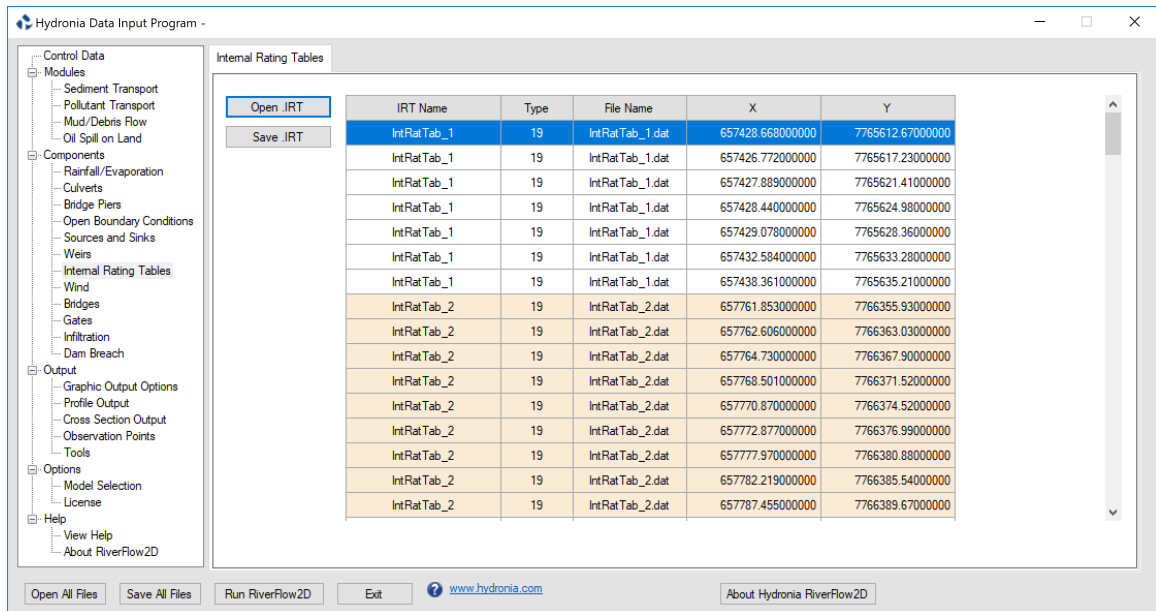 Hydronia Data Input Program -
Control Data
Modules
Sediment Transport
Pollutant Transport
Mud/Debris Flow
Oil Spill on Land
Components
Rainfall/Evaporation
Culverts
Bridge Piers
Open Boundary Conditions
Sources and Sinks
Weirs
Internal Rating Tables
Wind
Bridges
Gates
Infiltration
Dam Breach
Output
Graphic Output Options
Profile Output
Cross Section Output
Observation Points
Tools
Options
Model Selection
License
Help
View Help
About RiverFlow2D
Internal Rating Tables
Open .IRT
Save .IRT
IRT Name Type File Name X Y
IntRatTab_1 19 IntRatTab_1.dat 657428.668000000 7765612.67000000
IntRatTab_1 19 IntRatTab_1.dat 657426.772000000 7765617.23000000
IntRatTab_1 19 IntRatTab_1.dat 657427.889000000 7765621.41000000
IntRatTab_1 19 IntRatTab_1.dat 657428.440000000 7765624.98000000
IntRatTab_1 19 IntRatTab_1.dat 657429.078000000 7765628.36000000
IntRatTab_1 19 IntRatTab_1.dat 657432.584000000 7765633.28000000
IntRatTab_1 19 IntRatTab_1.dat 657438.361000000 7765635.21000000
IntRatTab_2 19 IntRatTab_2.dat 657761.853000000 7766355.93000000
IntRatTab_2 19 IntRatTab_2.dat 657762.606000000 7766363.03000000
IntRatTab_2 19 IntRatTab_2.dat 657764.730000000 7766367.90000000
IntRatTab_2 19 IntRatTab_2.dat 657768.501000000 7766371.52000000
IntRatTab_2 19 IntRatTab_2.dat 657770.870000000 7766374.52000000
IntRatTab_2 19 IntRatTab_2.dat 657772.877000000 7766376.99000000
IntRatTab_2 19 IntRatTab_2.dat 657777.970000000 7766380.88000000
IntRatTab_2 19 IntRatTab_2.dat 657782.219000000 7766385.54000000
IntRatTab_2 19 IntRatTab_2.dat 657787.455000000 7766389.67000000
Open All Files Save All Files Run RiverFlow2D Exit www.hydronia.com About Hydronia RiverFlow2D